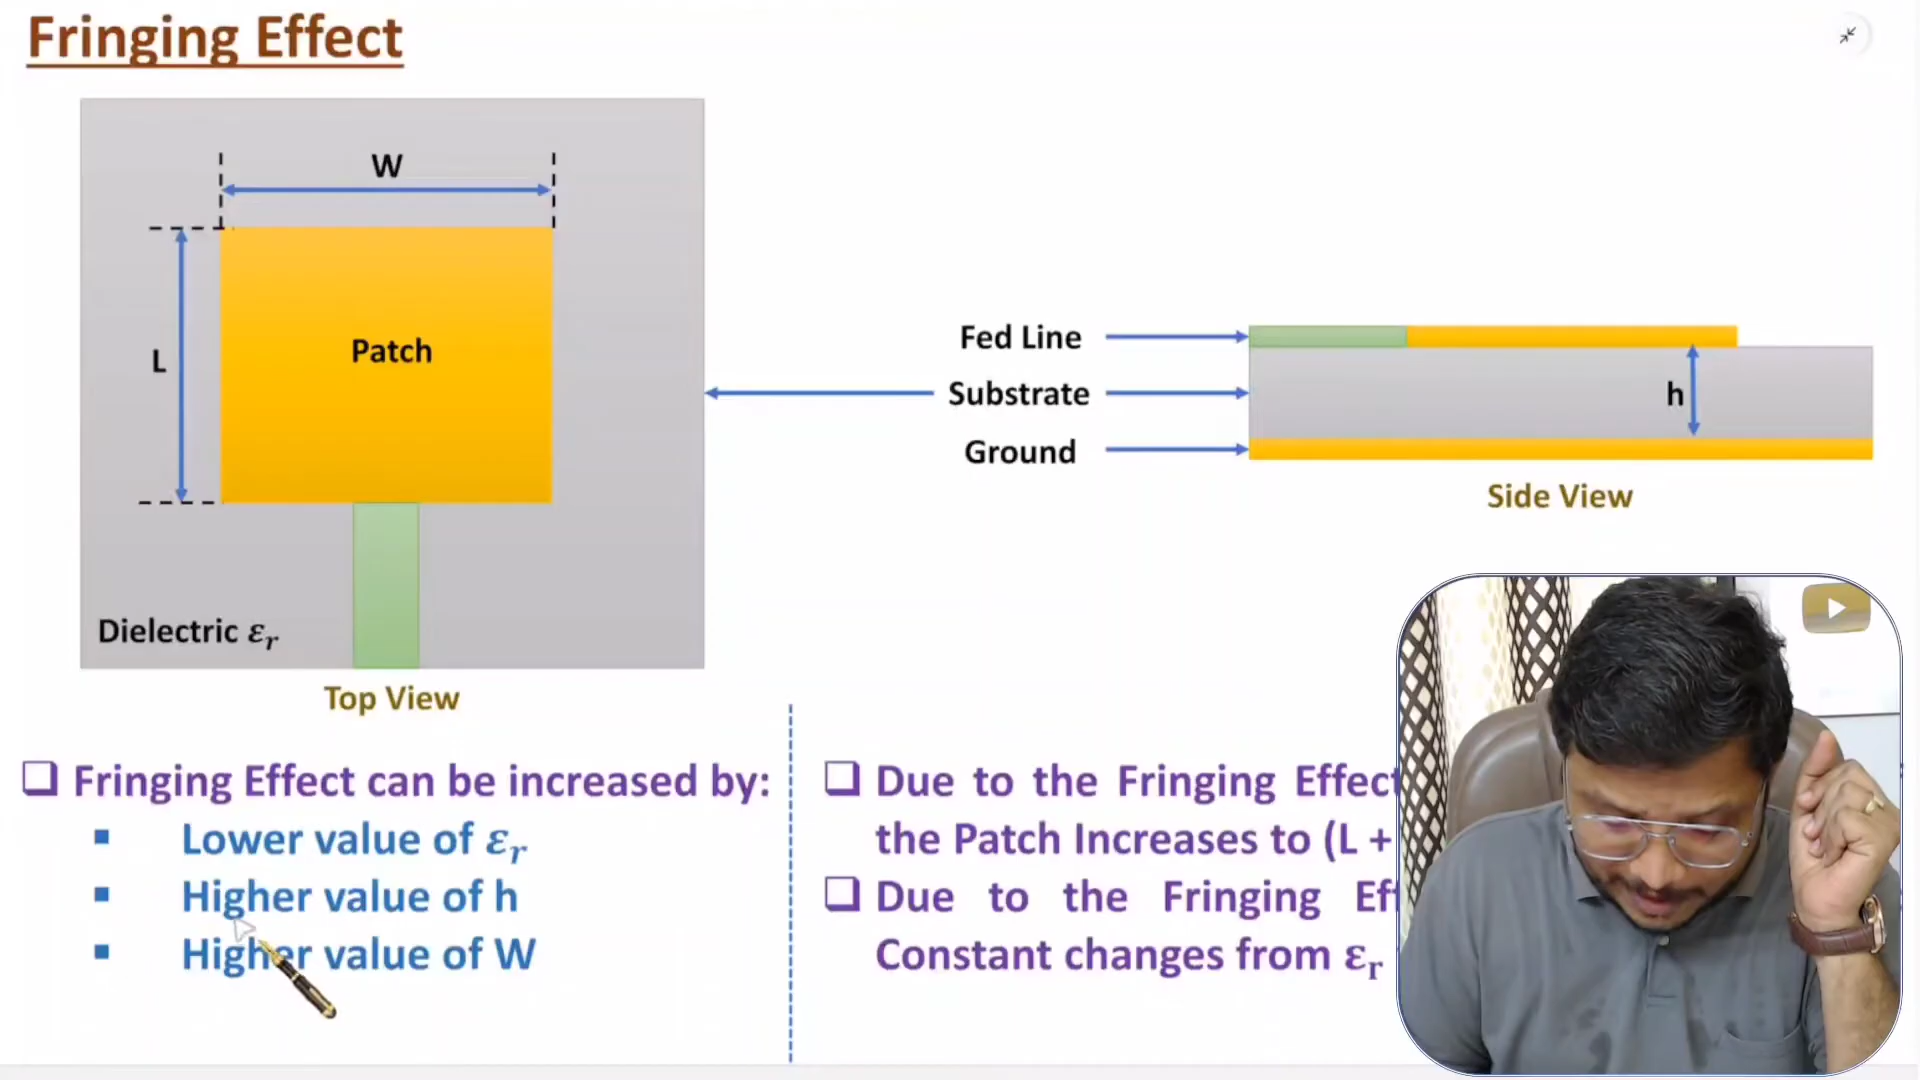 Fringing Effect
W
L
Patch
Dielectric εr
Top View
Fed Line
Substrate
Ground
h
Side View
❑ Fringing Effect can be increased by:
▪ Lower value of εr
▪ Higher value of h
▪ Higher value of W
❑ Due to the Fringing Effect
the Patch Increases to (L +
❑ Due to the Fringing
Constant changes from εr